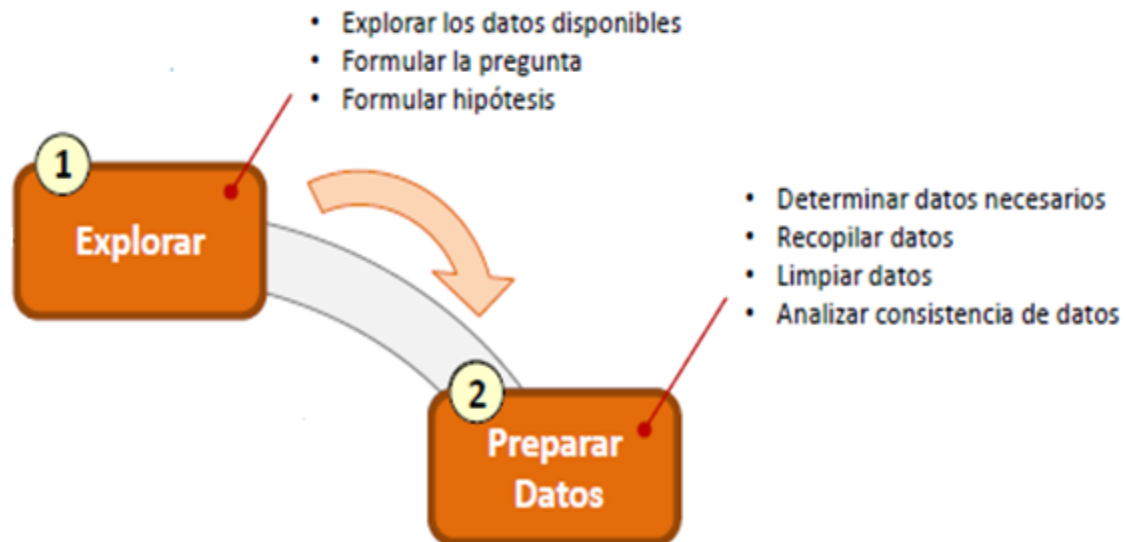 • Explorar los datos disponibles
• Formular la pregunta
• Formular hipótesis
1
Explorar
• Determinar datos necesarios
• Recopilar datos
• Limpiar datos
• Analizar consistencia de datos
2
Preparar
Datos